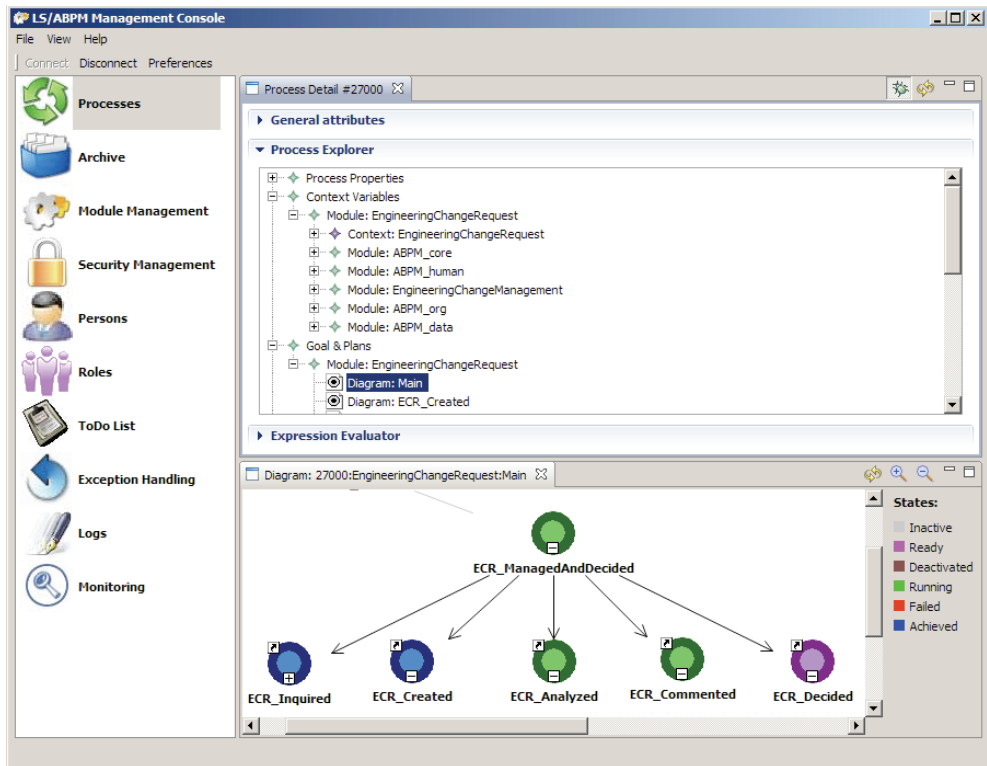 LS/ABPM Management Console
File View Help
Connect Disconnect Preferences
Processes
Archive
Module Management
Security Management
Persons
Roles
ToDo List
Exception Handling
Logs
Monitoring
Process Detail #27000
General attributes
Process Explorer
Process Properties
Context Variables
Module: EngineeringChangeRequest
Context: EngineeringChangeRequest
Module: ABPM_core
Module: ABPM_human
Module: EngineeringChangeManagement
Module: ABPM_org
Module: ABPM_data
Goal & Plans
Module: EngineeringChangeRequest
Diagram: Main
Diagram: ECR_Created
Expression Evaluator
Diagram: 27000:EngineeringChangeRequest:Main
ECR_ManagedAndDecided
ECR_Inquired
ECR_Created
ECR_Analyzed
ECR_Commented
ECR_Decided
States:
Inactive
Ready
Deactivated
Running
Failed
Achieved